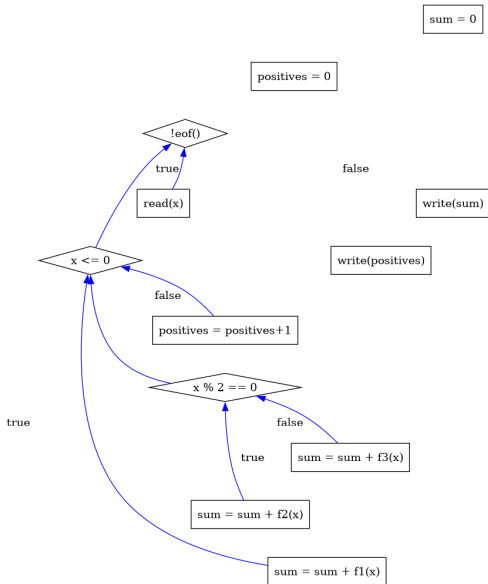 sum = 0
positives = 0
!eof()
true
false
read(x)
write(sum)
x <= 0
write(positives)
false
positives = positives+1
x % 2 == 0
true
false
sum = sum + f3(x)
true
sum = sum + f2(x)
sum = sum + f1(x)